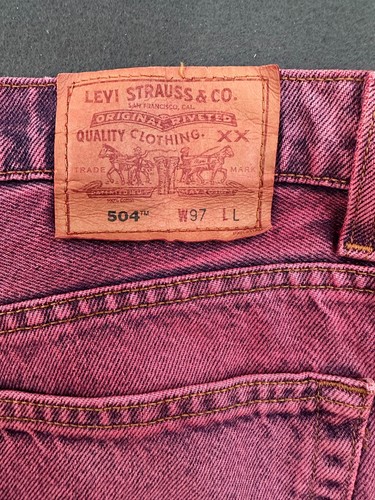 LEVI STRAUSS & CO.
SAN FRANCISCO, CAL.
ORIGINAL RIVETED
QUALITY CLOTHING. XX
TRADE MARK
504™ W97 LL